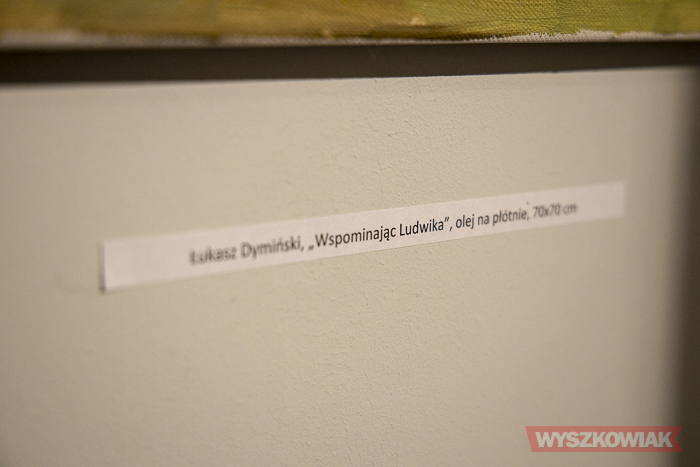 Łukasz Dymiński, „Wspominając Ludwika”, olej na płótnie, 70x70 cm
WYSZKOWIAK